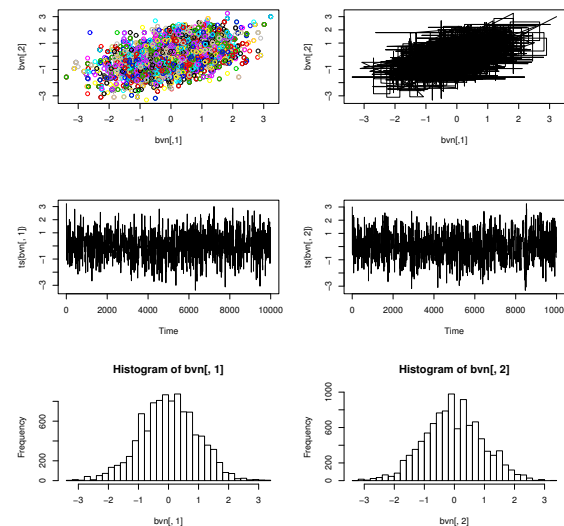 bvn[,2]
3
1
−1
−3
−3 −2 −1 0 1 2 3
bvn[,1]
bvn[,2]
3
1
−1
−3
−3 −2 −1 0 1 2 3
bvn[,1]
ts(bvn[, 1])
3
2
1
−1
−3
0 2000 4000 6000 8000 10000
Time
ts(bvn[, 2])
3
2
1
−1
−3
0 2000 4000 6000 8000 10000
Time
Histogram of bvn[, 1]
Frequency
600
200
0
−3 −2 −1 0 1 2 3
bvn[, 1]
Histogram of bvn[, 2]
Frequency
1000
600
200
0
−3 −2 −1 0 1 2 3
bvn[, 2]